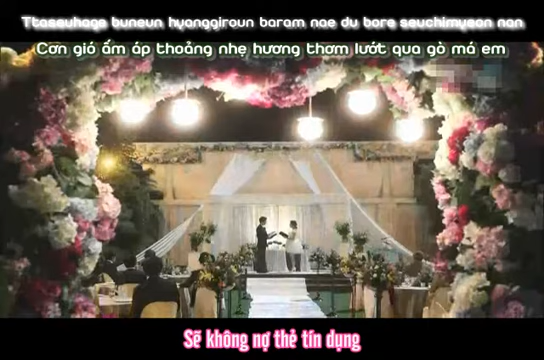 Ttaseuhage buneun hyanggiroun baram nae du bore seuchimyeon nan
Cơn gió ấm áp thoảng nhẹ hương thơm lướt qua gò má em
Sẽ không nợ thẻ tín dụng